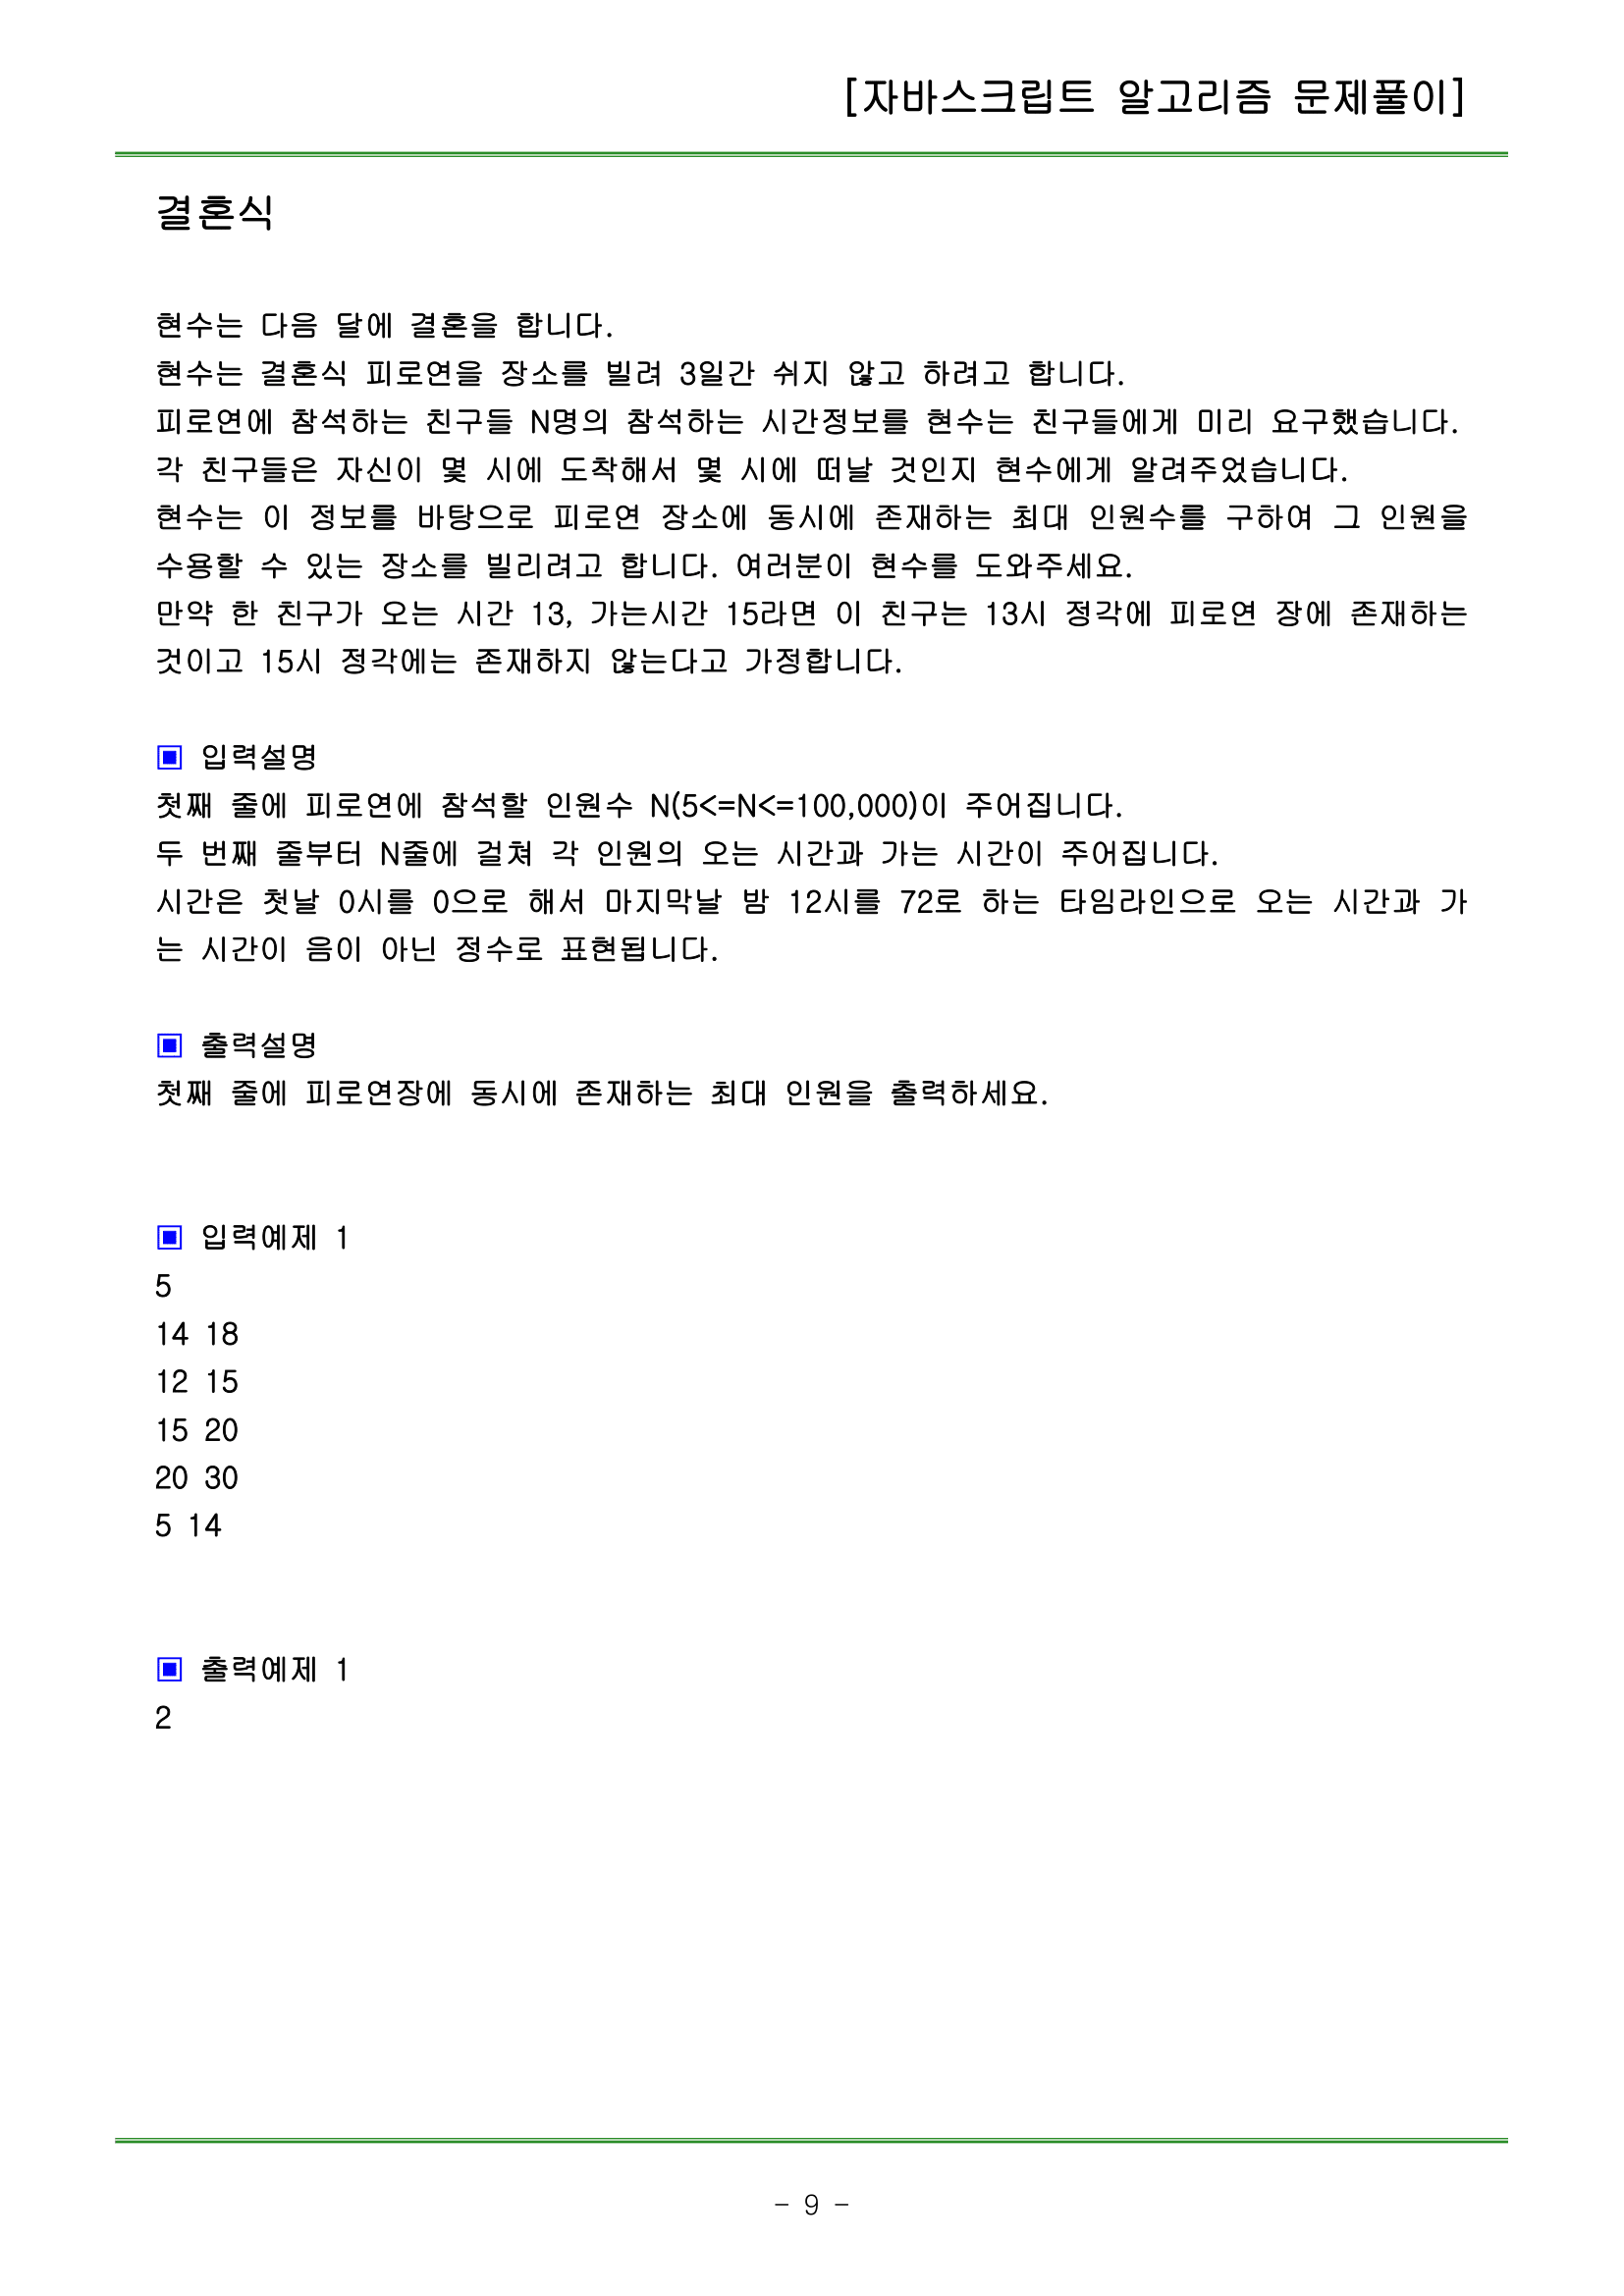 [자바스크립트 알고리즘 문제풀이]
결혼식
현수는 다음 달에 결혼을 합니다.
현수는 결혼식 피로연을 장소를 빌려 3일간 쉬지 않고 하려고 합니다.
피로연에 참석하는 친구들 N명의 참석하는 시간정보를 현수는 친구들에게 미리 요구했습니다.
각 친구들은 자신이 몇 시에 도착해서 몇 시에 떠날 것인지 현수에게 알려주었습니다.
현수는 이 정보를 바탕으로 피로연 장소에 동시에 존재하는 최대 인원수를 구하여 그 인원을
수용할 수 있는 장소를 빌리려고 합니다. 여러분이 현수를 도와주세요.
만약 한 친구가 오는 시간 13, 가는시간 15라면 이 친구는 13시 정각에 피로연 장에 존재하는
것이고 15시 정각에는 존재하지 않는다고 가정합니다.
▣ 입력설명
첫째 줄에 피로연에 참석할 인원수 N(5<=N<=100,000)이 주어집니다.
두 번째 줄부터 N줄에 걸쳐 각 인원의 오는 시간과 가는 시간이 주어집니다.
시간은 첫날 0시를 0으로 해서 마지막날 밤 12시를 72로 하는 타임라인으로 오는 시간과 가
는 시간이 음이 아닌 정수로 표현됩니다.
▣ 출력설명
첫째 줄에 피로연장에 동시에 존재하는 최대 인원을 출력하세요.
▣ 입력예제 1
5
14 18
12 15
15 20
20 30
5 14
▣ 출력예제 1
2
- 9 -